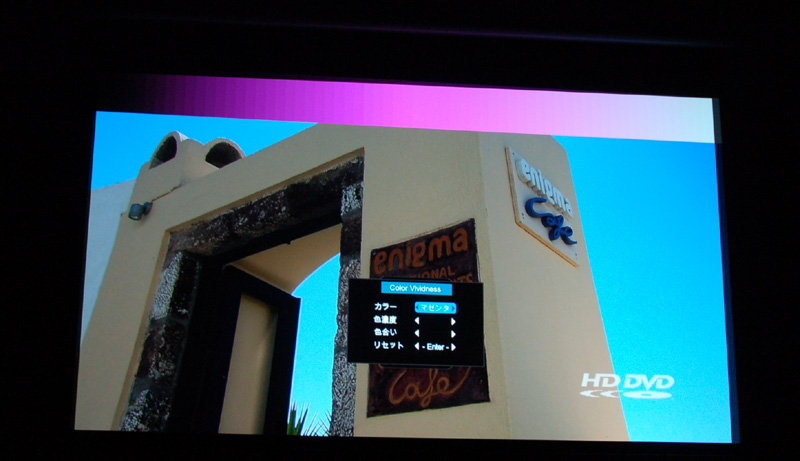 enigma
Cafe
enigma
IONAL
Color Vividness
カラー マゼンタ
色濃度
色合い
リセット - Enter -
Cafe
HD DVD